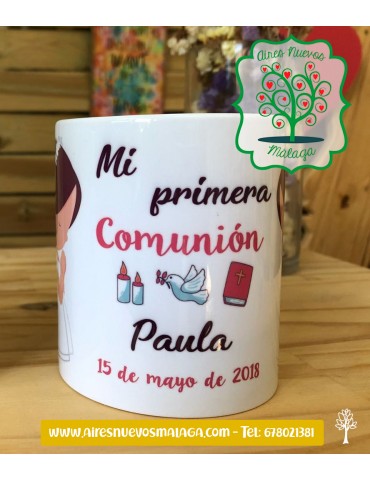 Aires Nuevos
Málaga
Mi
primera
Comunión
Paula
15 de mayo de 2018
www.airesnuevosmalaga.com - Tel: 678021381